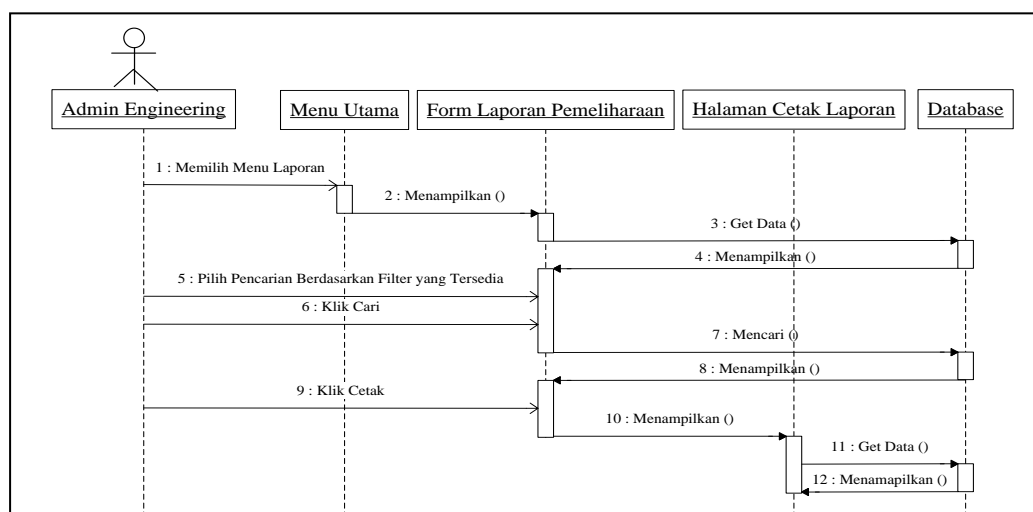 Admin Engineering
Menu Utama
Form Laporan Pemeliharaan
Halaman Cetak Laporan
Database
1 : Memilih Menu Laporan
2 : Menampilkan ()
3 : Get Data ()
4 : Menampilkan ()
5 : Pilih Pencarian Berdasarkan Filter yang Tersedia
6 : Klik Cari
7 : Mencari ()
8 : Menampilkan ()
9 : Klik Cetak
10 : Menampilkan ()
11 : Get Data ()
12 : Menamapilkan ()